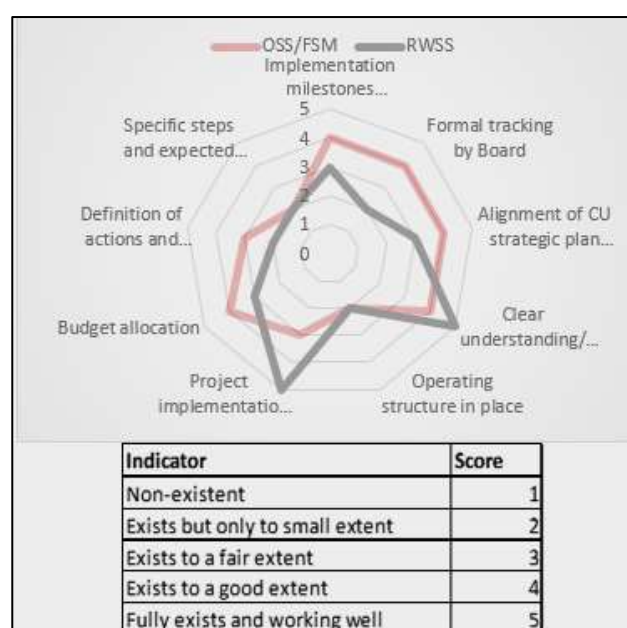 OSS/FSM RWSS
Implementation
milestones...
Specific steps
and expected...
Formal tracking
by Board
Definition of
actions and...
Alignment of CU
strategic plan...
Budget allocation
Clear
understanding/...
Project
implementatio...
Operating
structure in place
5
4
3
2
1
0
Indicator Score
Non-existent 1
Exists but only to small extent 2
Exists to a fair extent 3
Exists to a good extent 4
Fully exists and working well 5